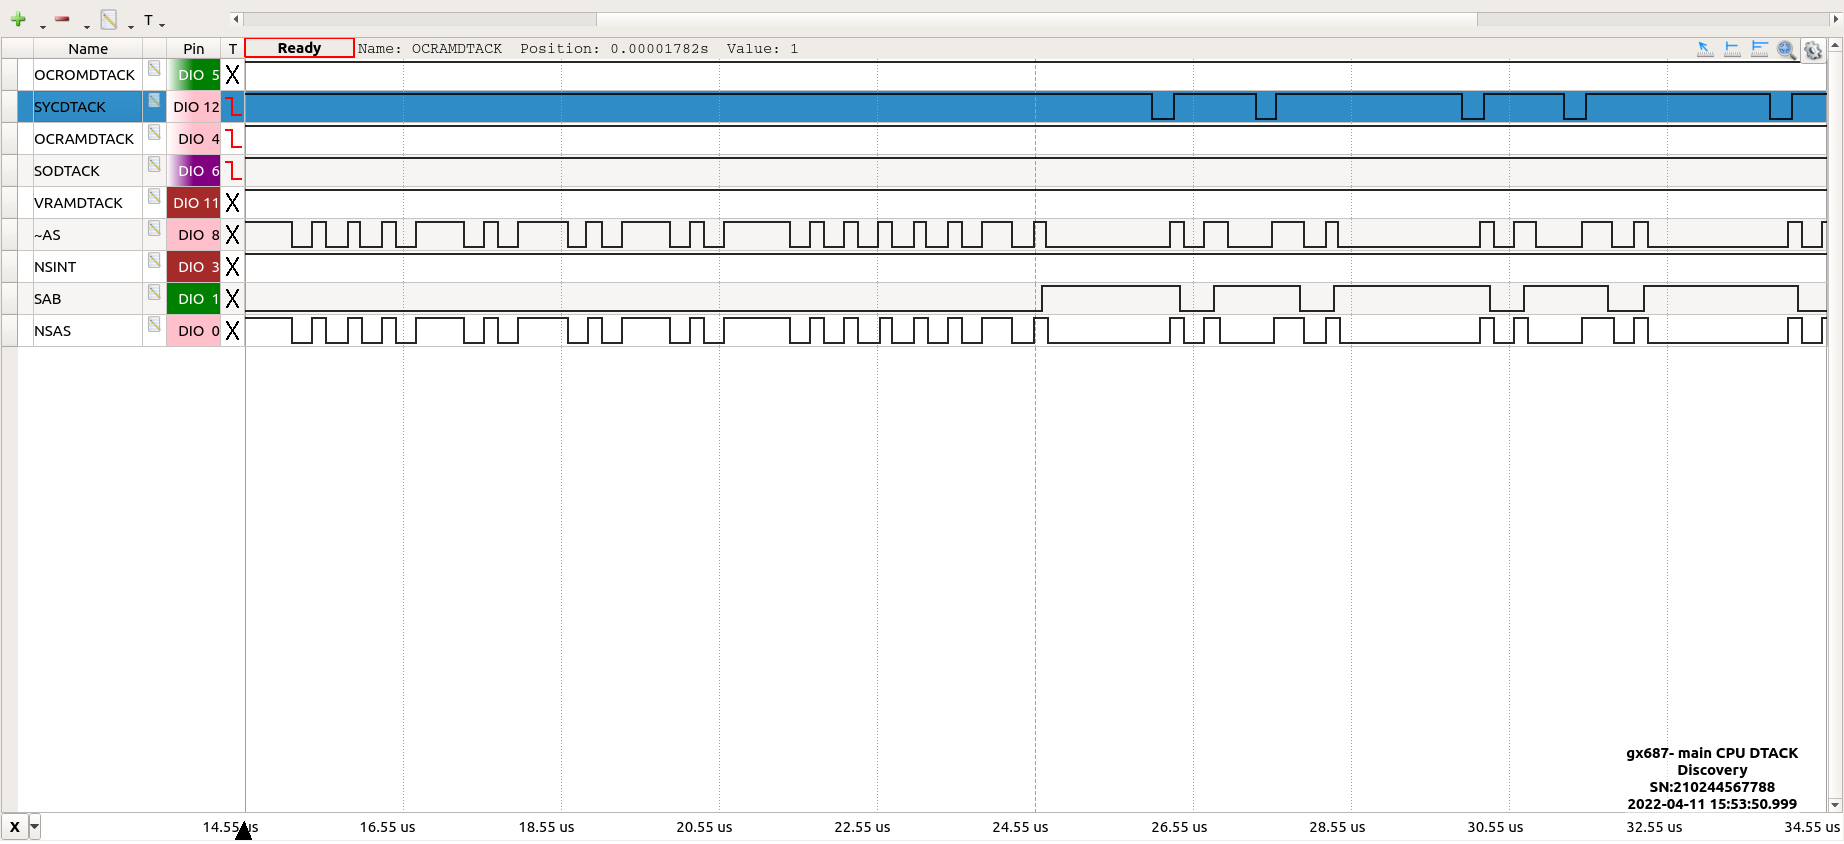 T
Name Pin T Ready Name: OCRAMDTACK Position: 0.00001782s Value: 1
OCROMDTACK DIO 5 X
SYCDTACK DIO 12
OCRAMDTACK DIO 4
SODTACK DIO 6
VRAMDTACK DIO 11 X
~AS DIO 8 X
NSINT DIO 3 X
SAB DIO 1 X
NSAS DIO 0 X
gx687- main CPU DTACK
Discovery
SN:210244567788
2022-04-11 15:53:50.999
X 14.55 us 16.55 us 18.55 us 20.55 us 22.55 us 24.55 us 26.55 us 28.55 us 30.55 us 32.55 us 34.55 us